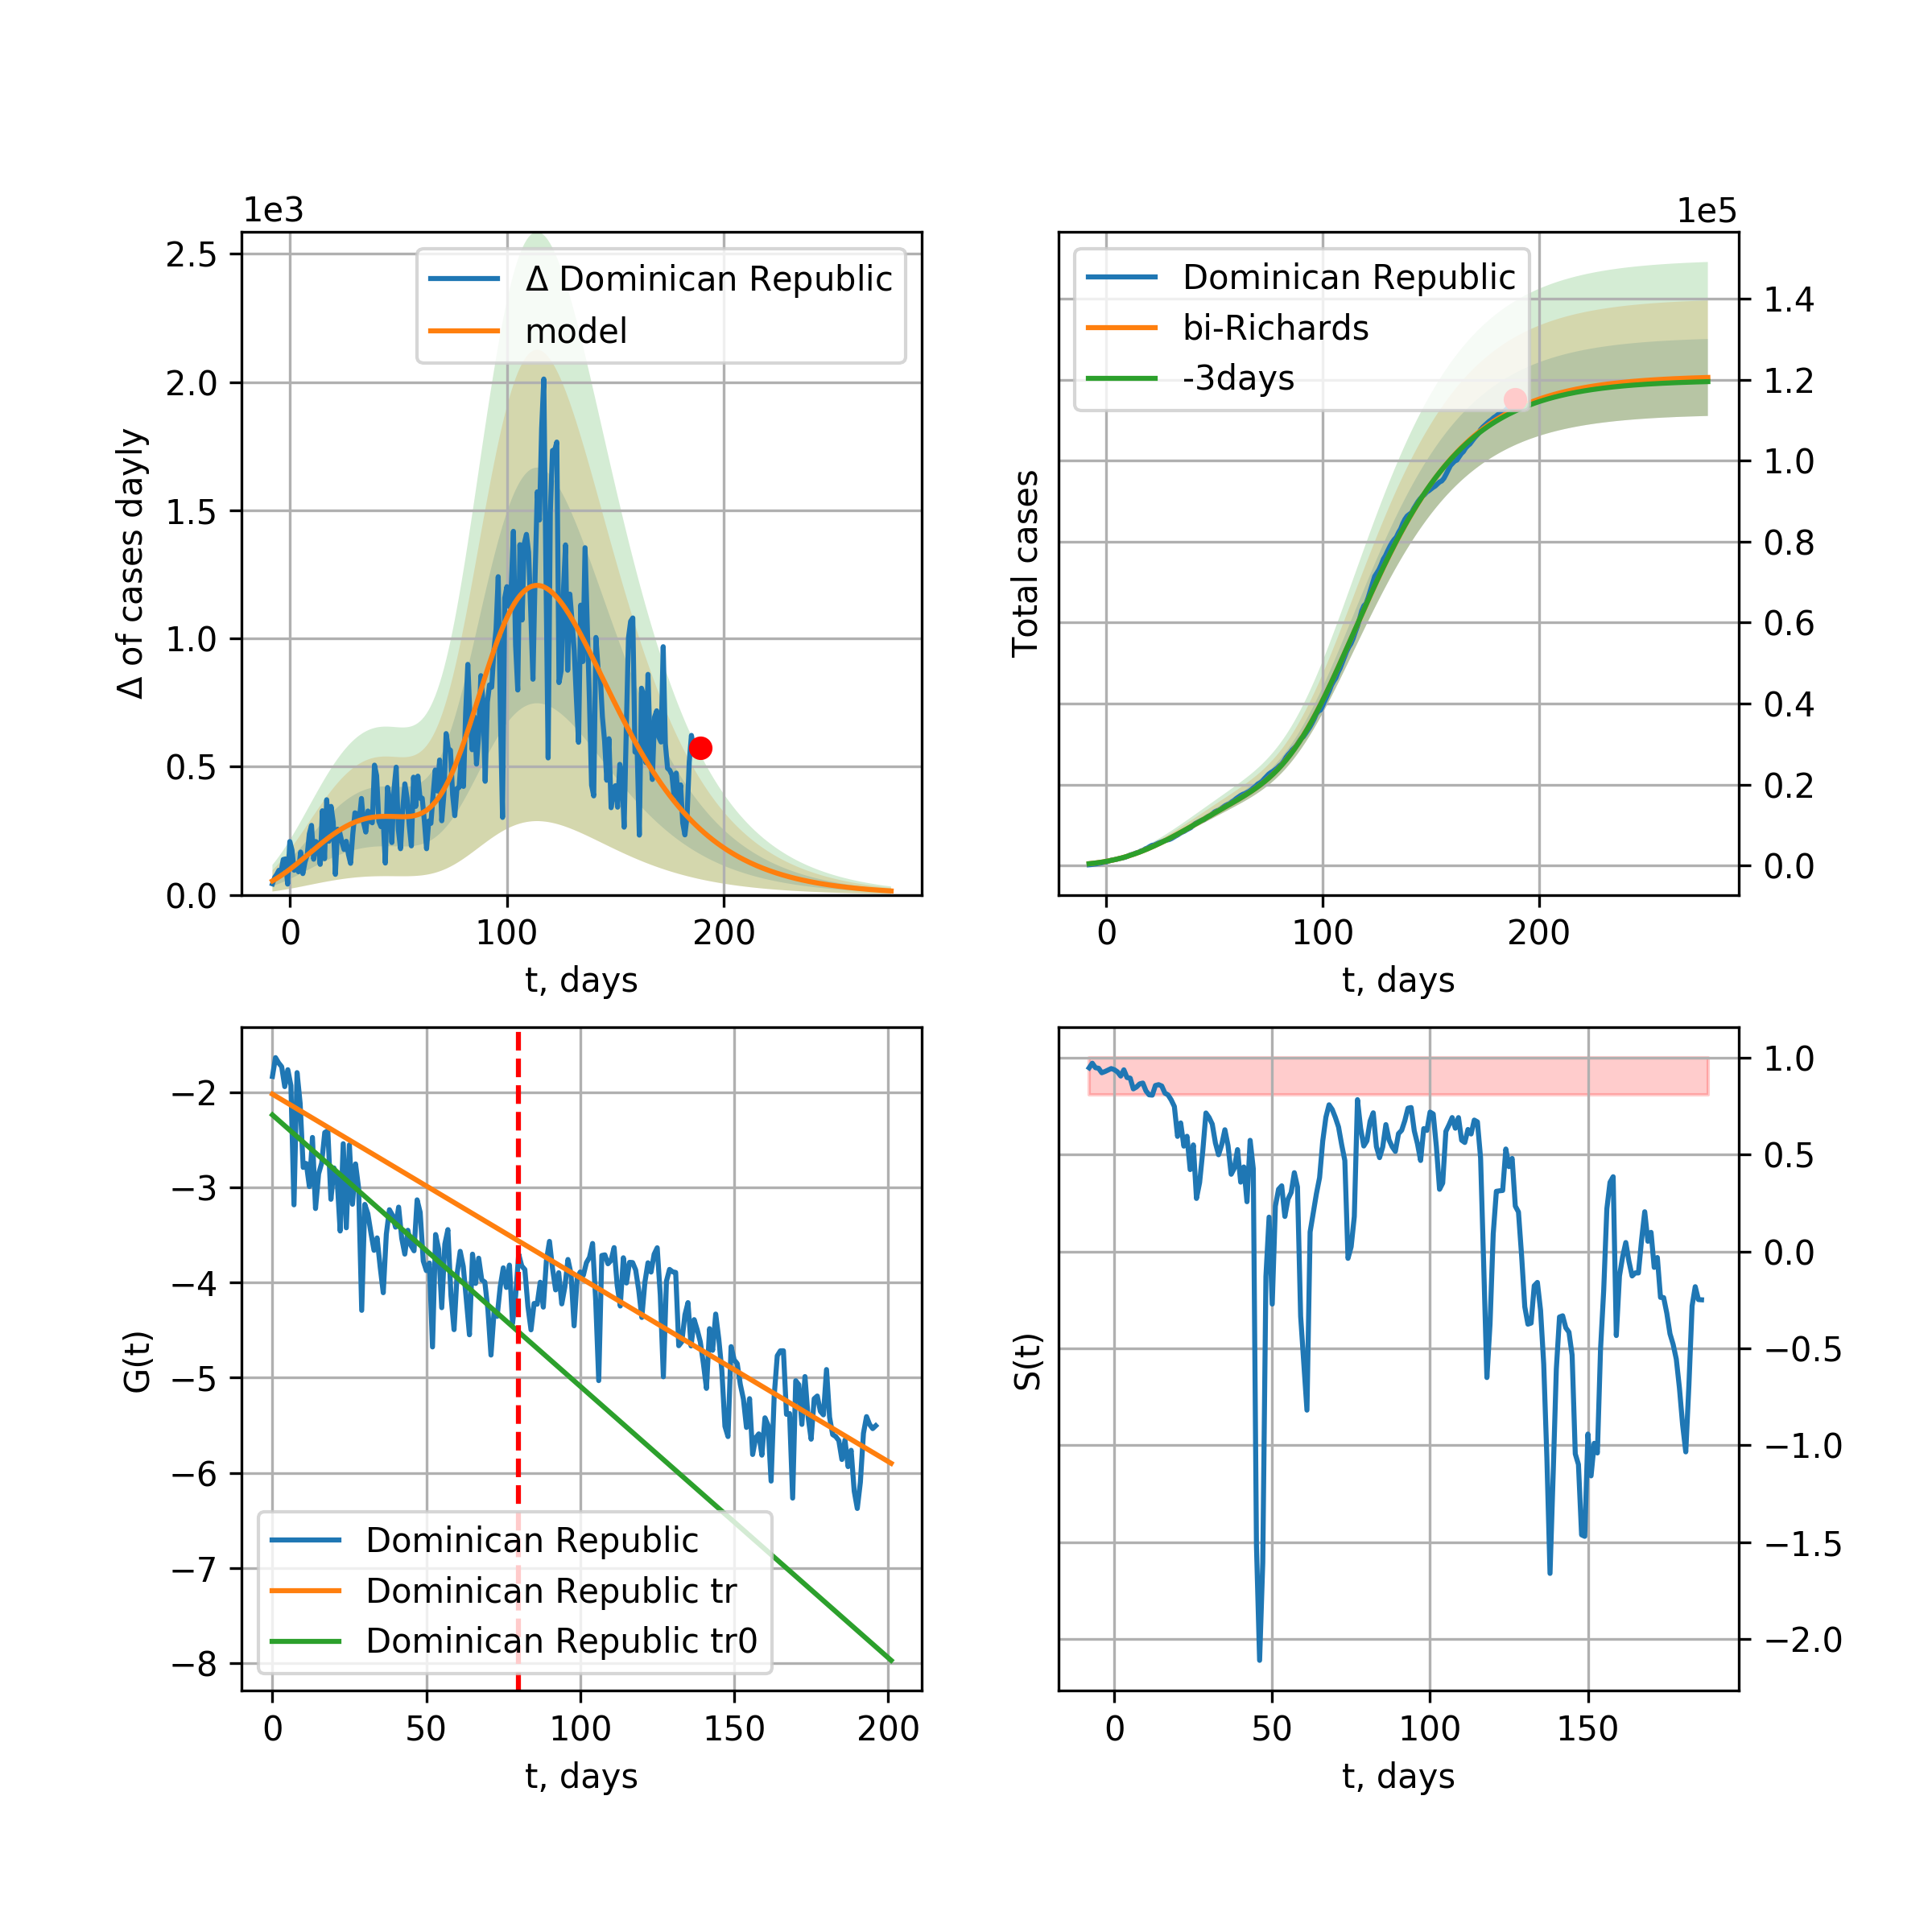 1e3
2.5
2.0
1.5
1.0
0.5
0.0
Δ of cases dayly
Δ Dominican Republic
model
0 100 200
t, days
1e5
Total cases
Dominican Republic
bi-Richards
-3days
1.4
1.2
1.0
0.8
0.6
0.4
0.2
0.0
0 100 200
t, days
−2
−3
−4
−5
−6
−7
−8
G(t)
Dominican Republic
Dominican Republic tr
Dominican Republic tr0
0 50 100 150 200
t, days
S(t)
1.0
0.5
0.0
−0.5
−1.0
−1.5
−2.0
0 50 100 150
t, days